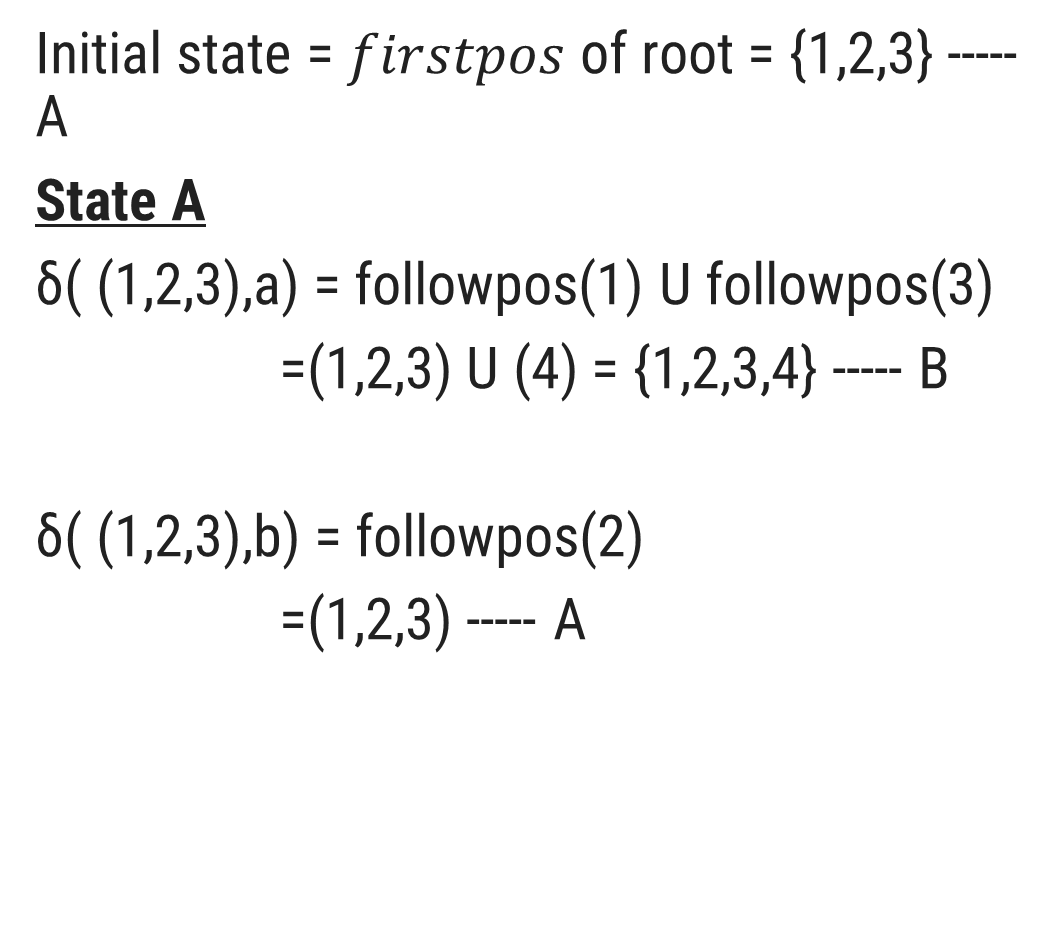 Initial state = firstpos of root = {1,2,3} -----
A
State A
δ( (1,2,3),a) = followpos(1) U followpos(3)
=(1,2,3) U (4) = {1,2,3,4} ----- B
δ( (1,2,3),b) = followpos(2)
=(1,2,3) ----- A